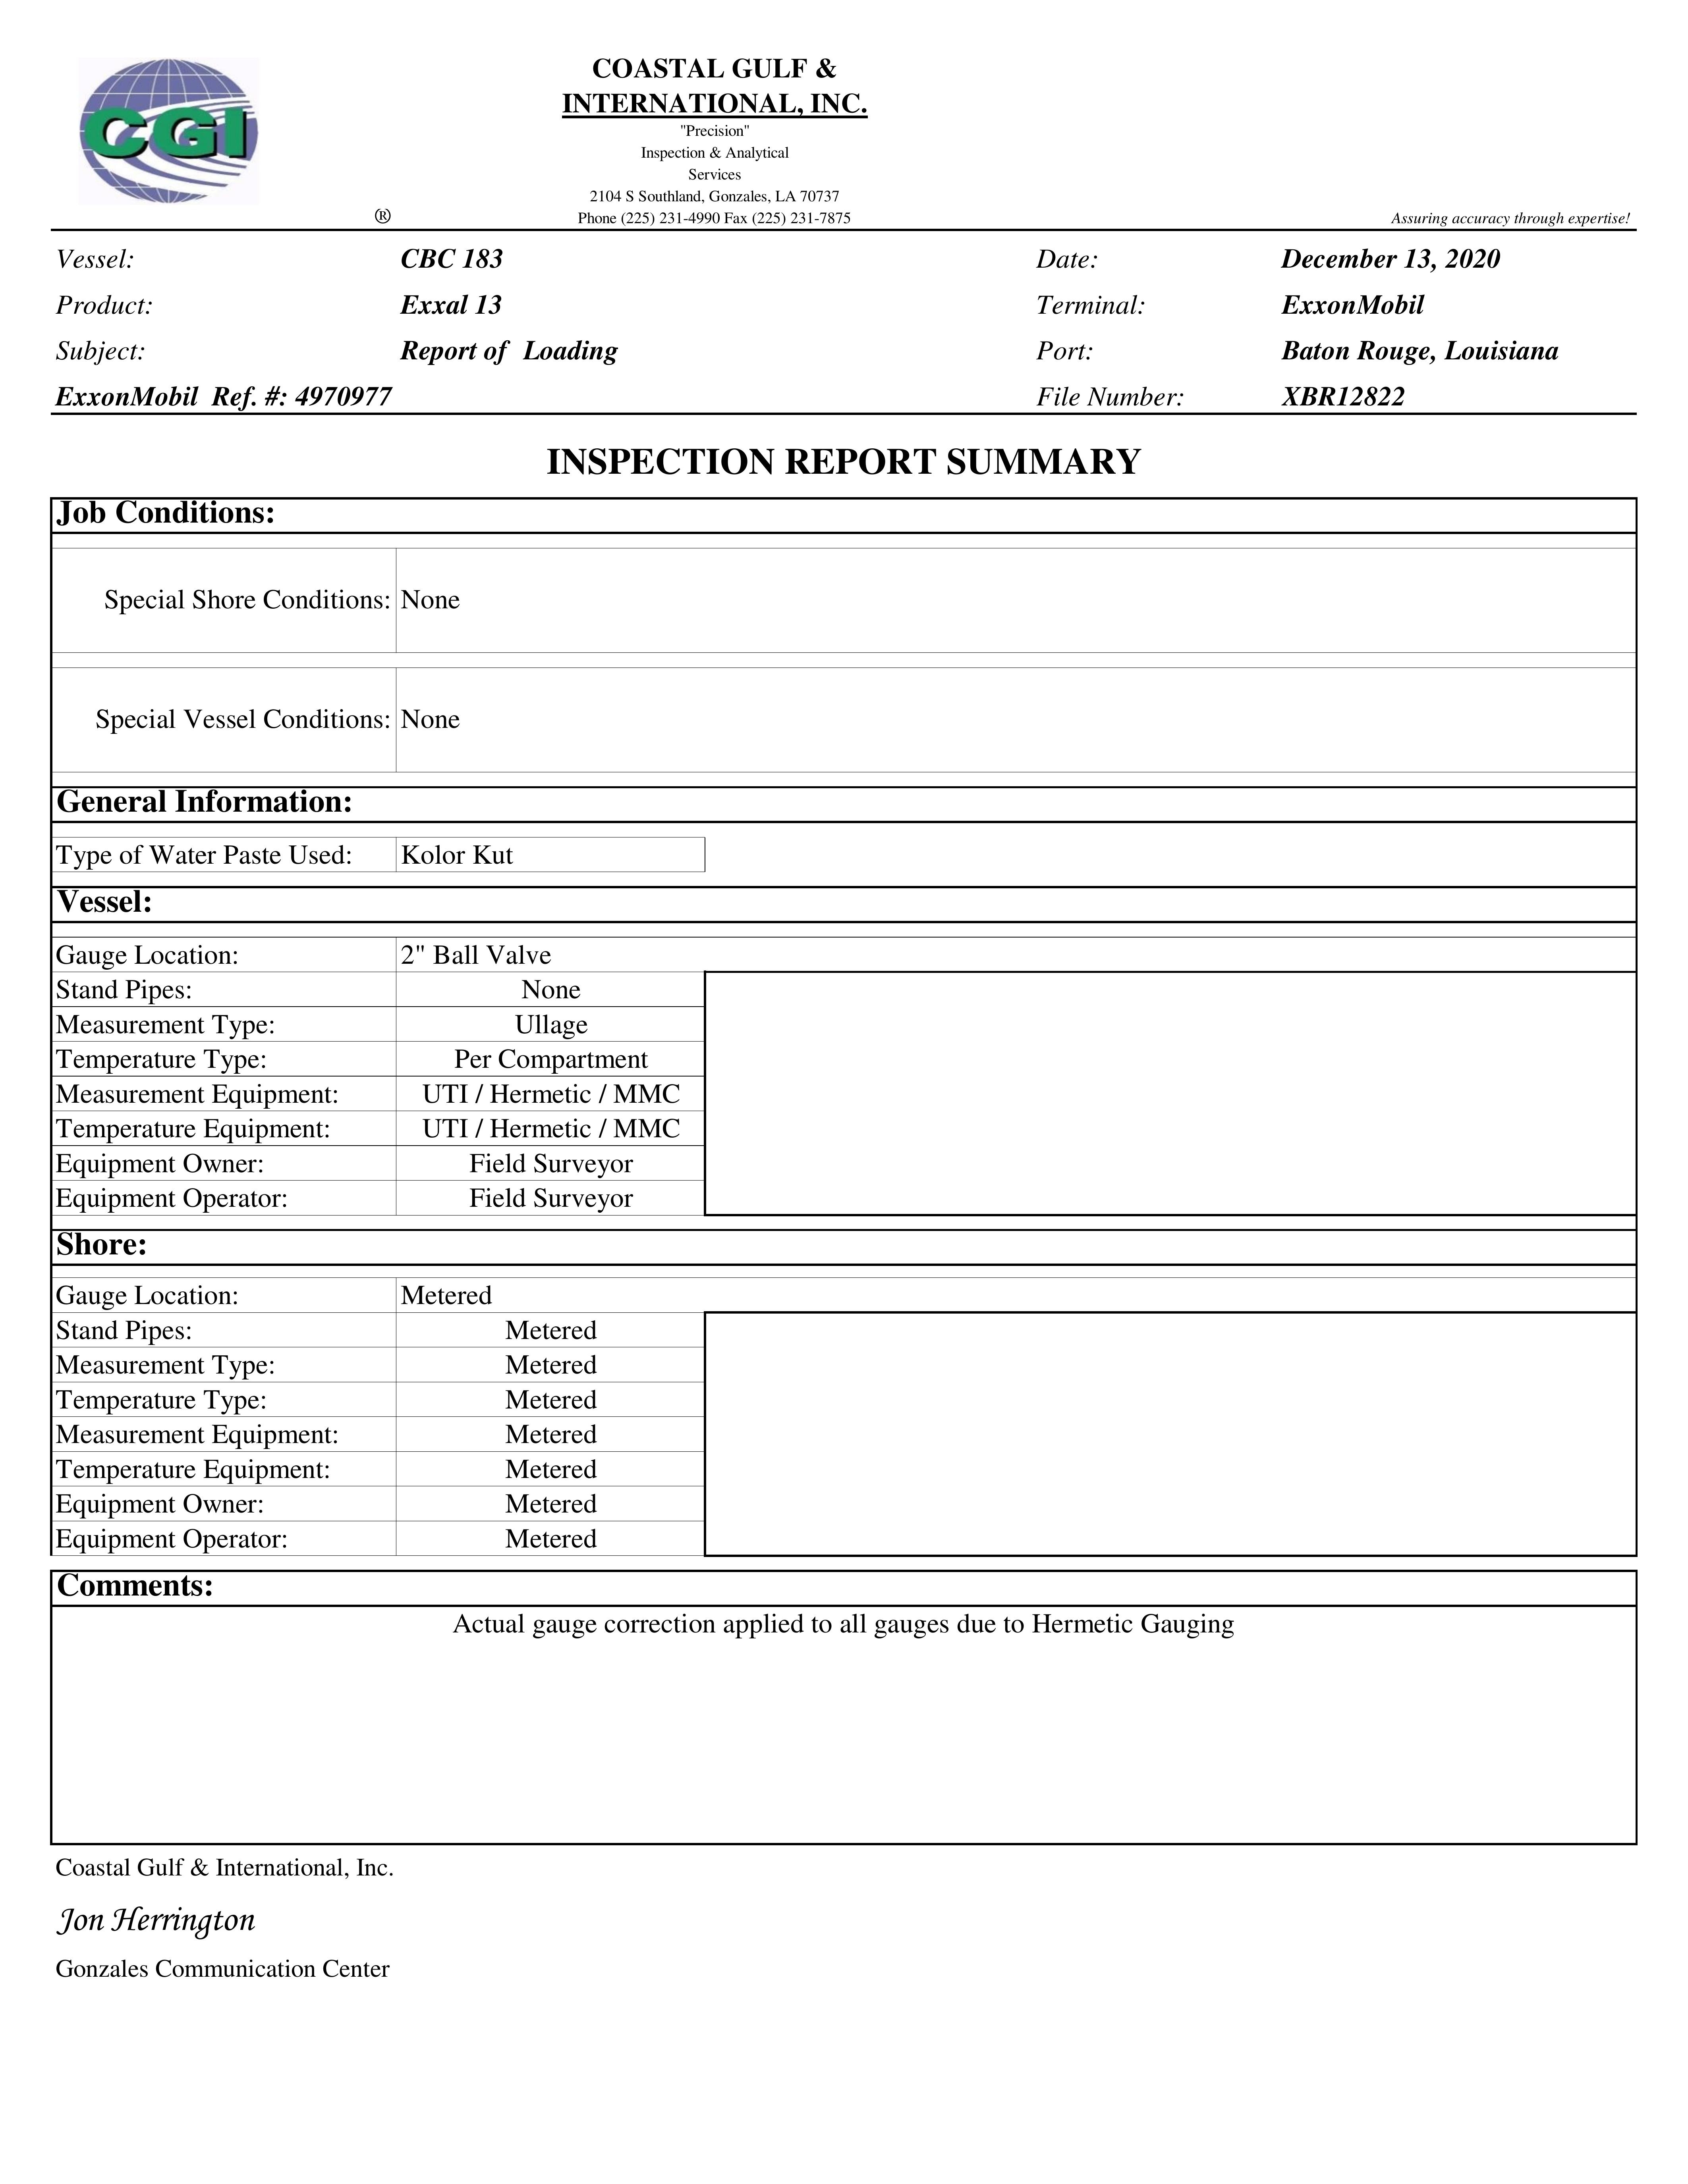 CGI
®
COASTAL GULF &
INTERNATIONAL, INC.
"Precision"
Inspection & Analytical
Services
2104 S Southland, Gonzales, LA 70737
Phone (225) 231-4990 Fax (225) 231-7875
Assuring accuracy through expertise!
Vessel: CBC 183 Date: December 13, 2020
Product: Exxal 13 Terminal: ExxonMobil
Subject: Report of Loading Port: Baton Rouge, Louisiana
ExxonMobil Ref. #: 4970977 File Number: XBR12822
INSPECTION REPORT SUMMARY
Job Conditions:
Special Shore Conditions: None
Special Vessel Conditions: None
General Information:
Type of Water Paste Used: Kolor Kut
Vessel:
Gauge Location: 2" Ball Valve
Stand Pipes: None
Measurement Type: Ullage
Temperature Type: Per Compartment
Measurement Equipment: UTI / Hermetic / MMC
Temperature Equipment: UTI / Hermetic / MMC
Equipment Owner: Field Surveyor
Equipment Operator: Field Surveyor
Shore:
Gauge Location: Metered
Stand Pipes: Metered
Measurement Type: Metered
Temperature Type: Metered
Measurement Equipment: Metered
Temperature Equipment: Metered
Equipment Owner: Metered
Equipment Operator: Metered
Comments:
Actual gauge correction applied to all gauges due to Hermetic Gauging
Coastal Gulf & International, Inc.
Jon Herrington
Gonzales Communication Center